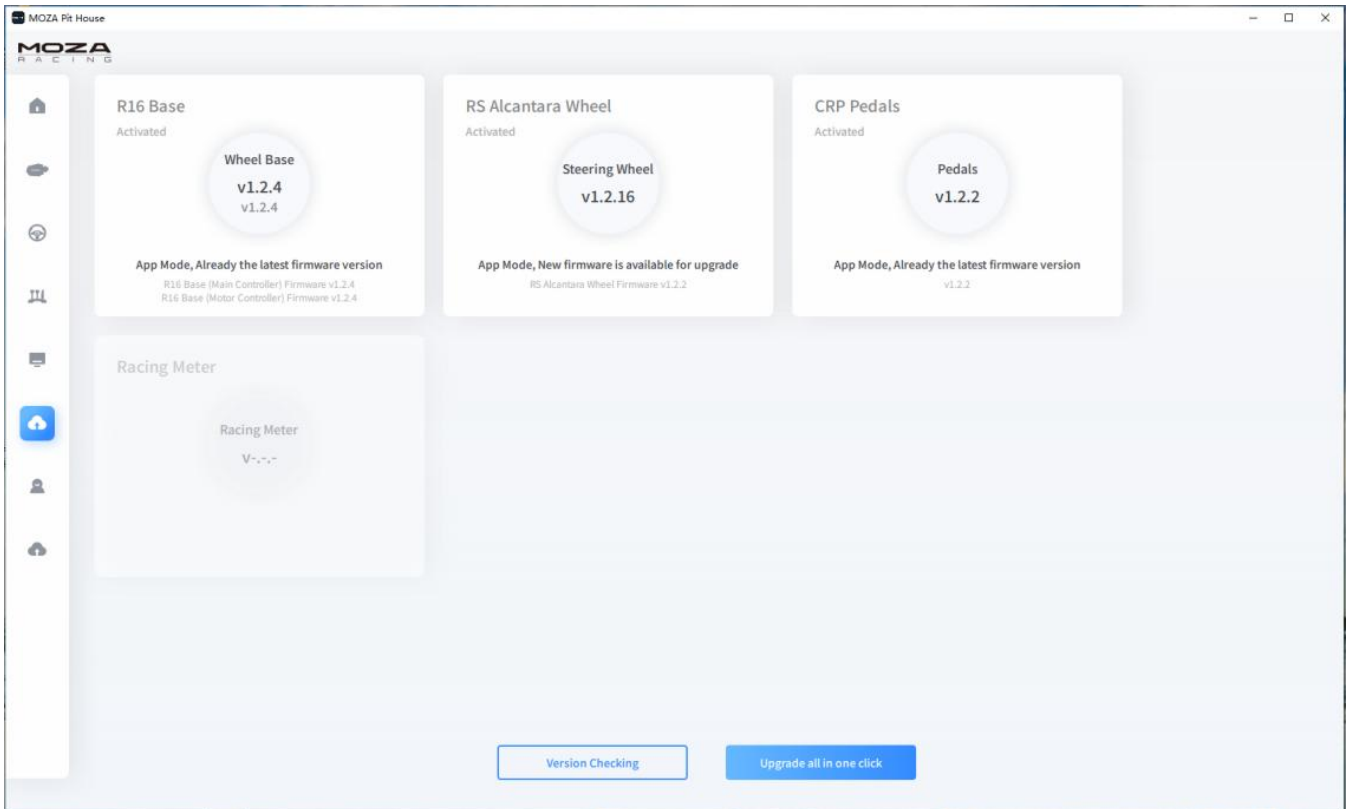 MOZA Pit House
MOZA
RACING
R16 Base
Activated
Wheel Base
v1.2.4
v1.2.4
App Mode, Already the latest firmware version
R16 Base (Main Controller) Firmware v1.2.4
R16 Base (Motor Controller) Firmware v1.2.4
RS Alcantara Wheel
Activated
Steering Wheel
v1.2.16
App Mode, New firmware is available for upgrade
RS Alcantara Wheel Firmware v1.2.2
CRP Pedals
Activated
Pedals
v1.2.2
App Mode, Already the latest firmware version
v1.2.2
Racing Meter
Racing Meter
v-.-.-
Version Checking
Upgrade all in one click